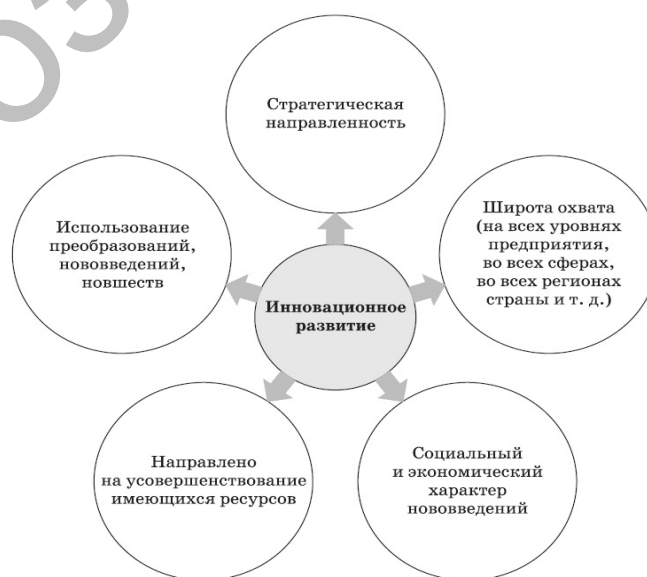 ОЗ
Стратегическая
направленность
Использование
преобразований,
нововведений,
новшеств
Широта охвата
(на всех уровнях
предприятия,
во всех сферах,
во всех регионах
страны и т. д.)
Инновационное
развитие
Направлено
на усовершенствование
имеющихся ресурсов
Социальный
и экономический
характер
нововведений